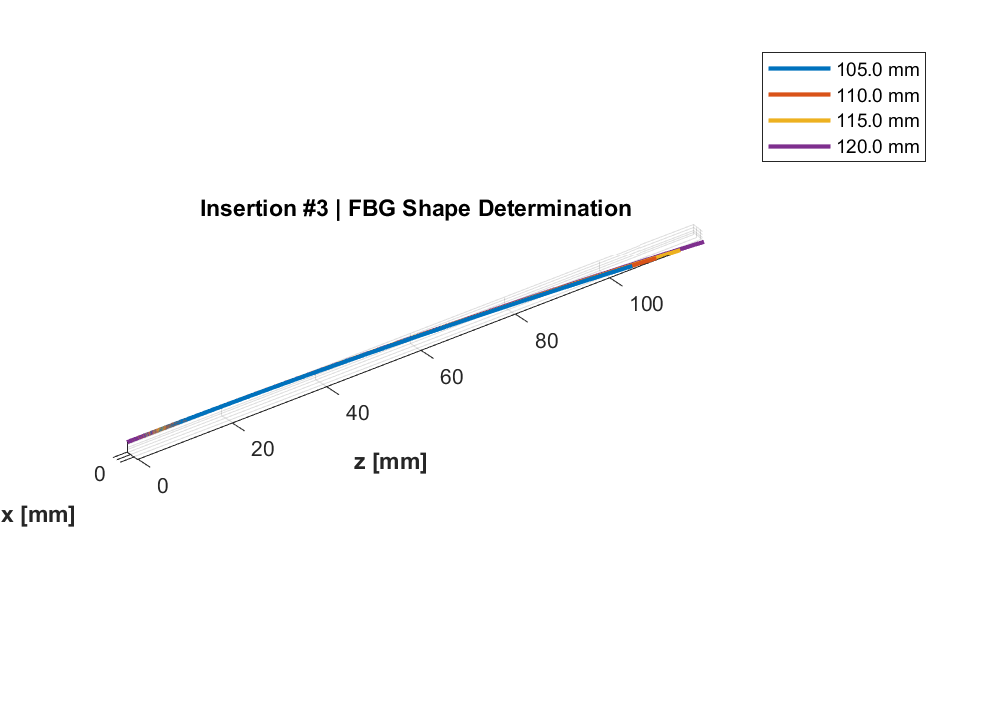 105.0 mm
110.0 mm
115.0 mm
120.0 mm
Insertion #3 | FBG Shape Determination
100
80
60
40
20
z [mm]
0
0
x [mm]